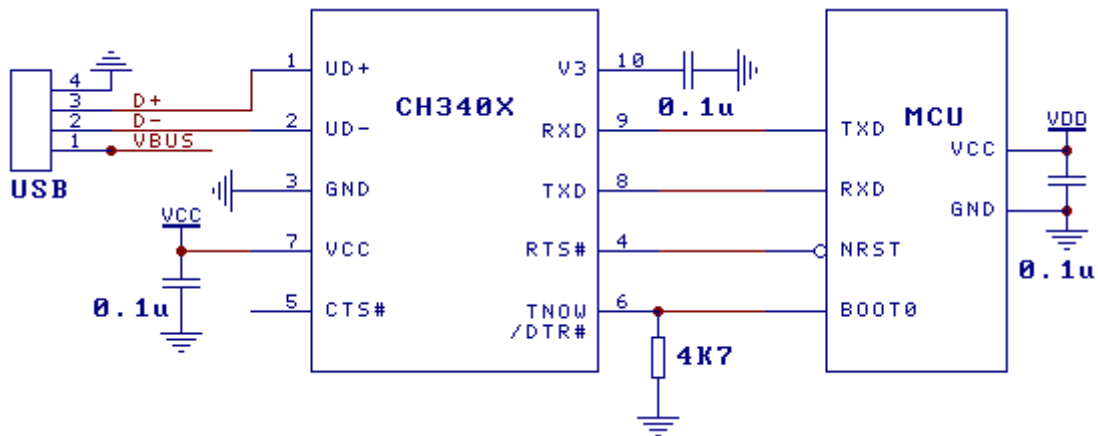 1
UD+
V3
10
4
3
D+
CH340X
0.1u
2
D-
2
UD-
RXD
9
TXD
MCU
VDD
1
VBUS
VCC
USB
3
GND
TXD
8
RXD
GND
VCC
7
VCC
RTS#
4
NRST
0.1u
0.1u
5
CTS#
TNOW
6
BOOT0
/DTR#
4K7